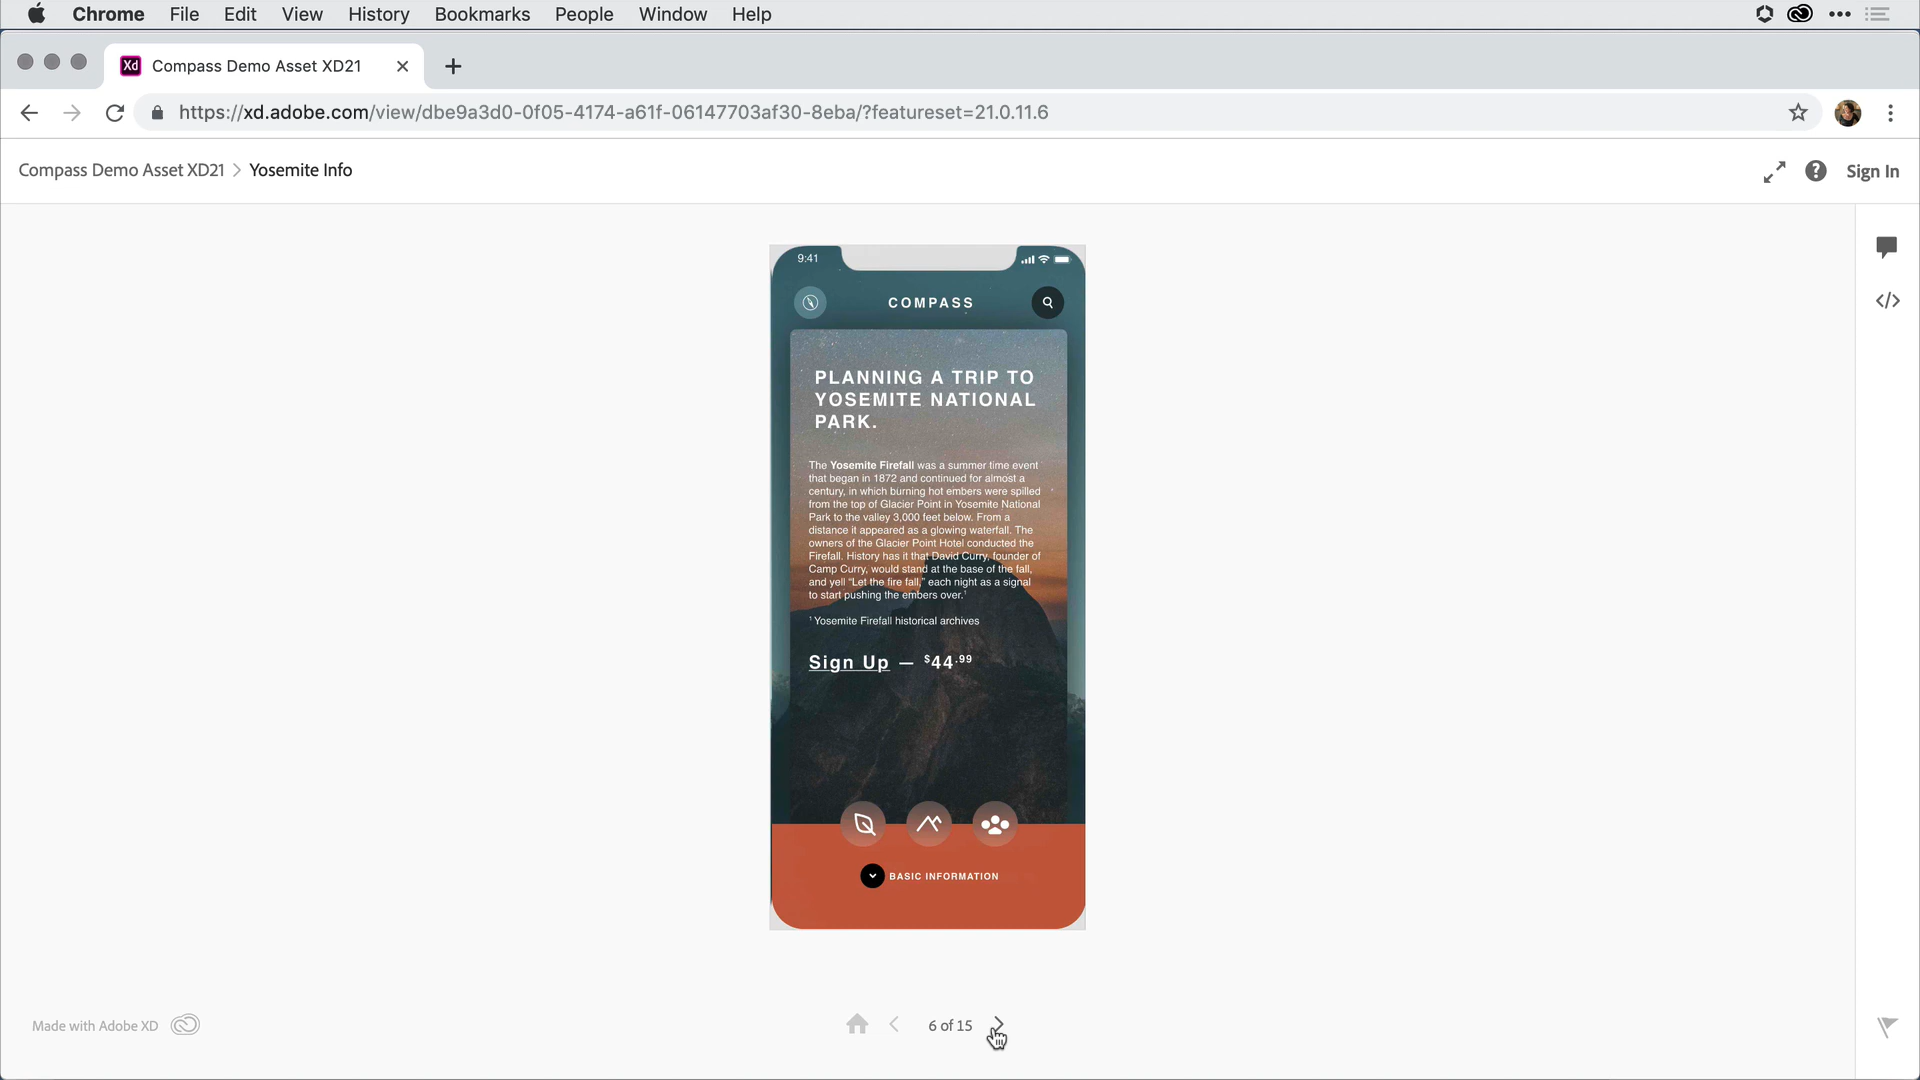 Chrome File Edit View History Bookmarks People Window Help
Xd Compass Demo Asset XD21
https://xd.adobe.com/view/dbe9a3d0-0f05-4174-a61f-06147703af30-8eba/?featureset=21.0.11.6
Compass Demo Asset XD21 > Yosemite Info
Sign In
9:41
COMPASS
PLANNING A TRIP TO
YOSEMITE NATIONAL
PARK.
The Yosemite Firefall was a summer time event
that began in 1872 and continued for almost a
century, in which burning hot embers were spilled
from the top of Glacier Point in Yosemite National
Park to the valley 3,000 feet below. From a
distance it appeared as a glowing waterfall. The
owners of the Glacier Point Hotel conducted the
Firefall. History has it that David Curry, founder of
Camp Curry, would stand at the base of the fall,
and yell “Let the fire fall,” each night as a signal
to start pushing the embers over.¹
¹ Yosemite Firefall historical archives
Sign Up — $44.99
BASIC INFORMATION
Made with Adobe XD
6 of 15